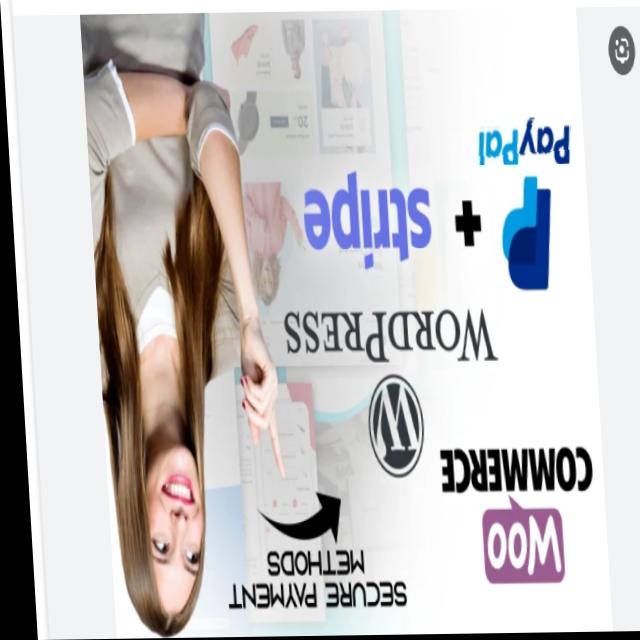 SECURE PAYMENT
METHODS
WOO
COMMERCE
W
WORDPRESS
stripe + PayPal